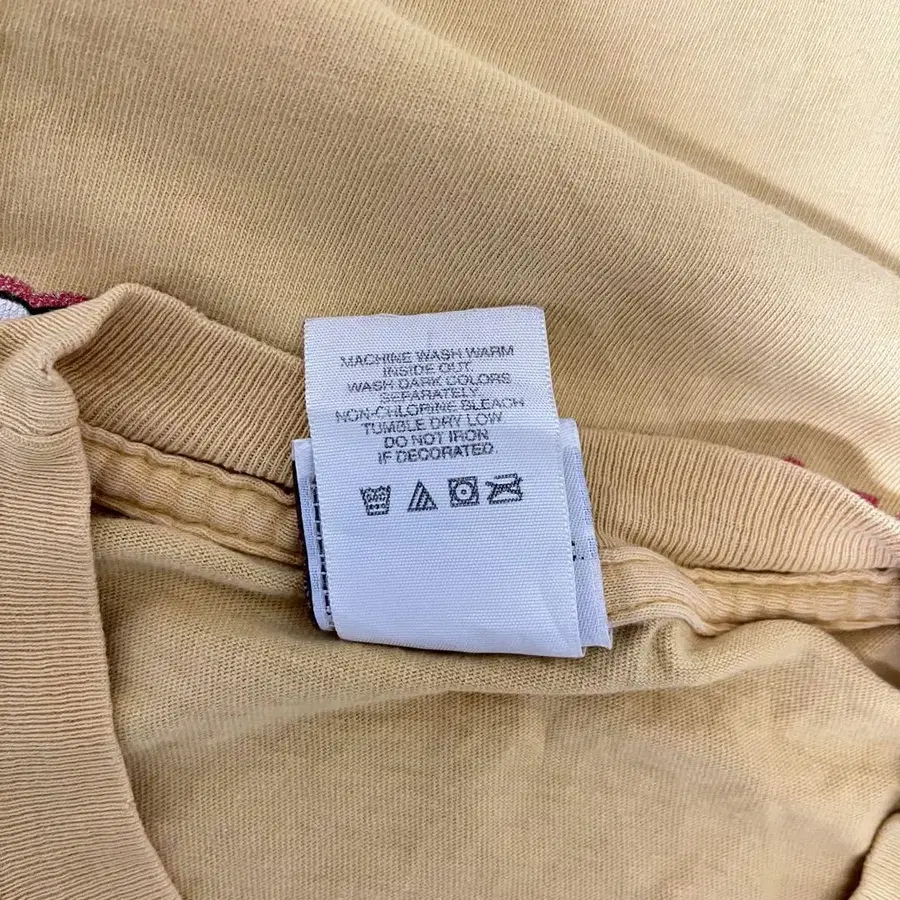 MACHINE WASH WARM
INSIDE OUT.
WASH DARK COLORS
SEPARATELY.
NON-CHLORINE BLEACH
TUMBLE DRY LOW
DO NOT IRON
IF DECORATED.